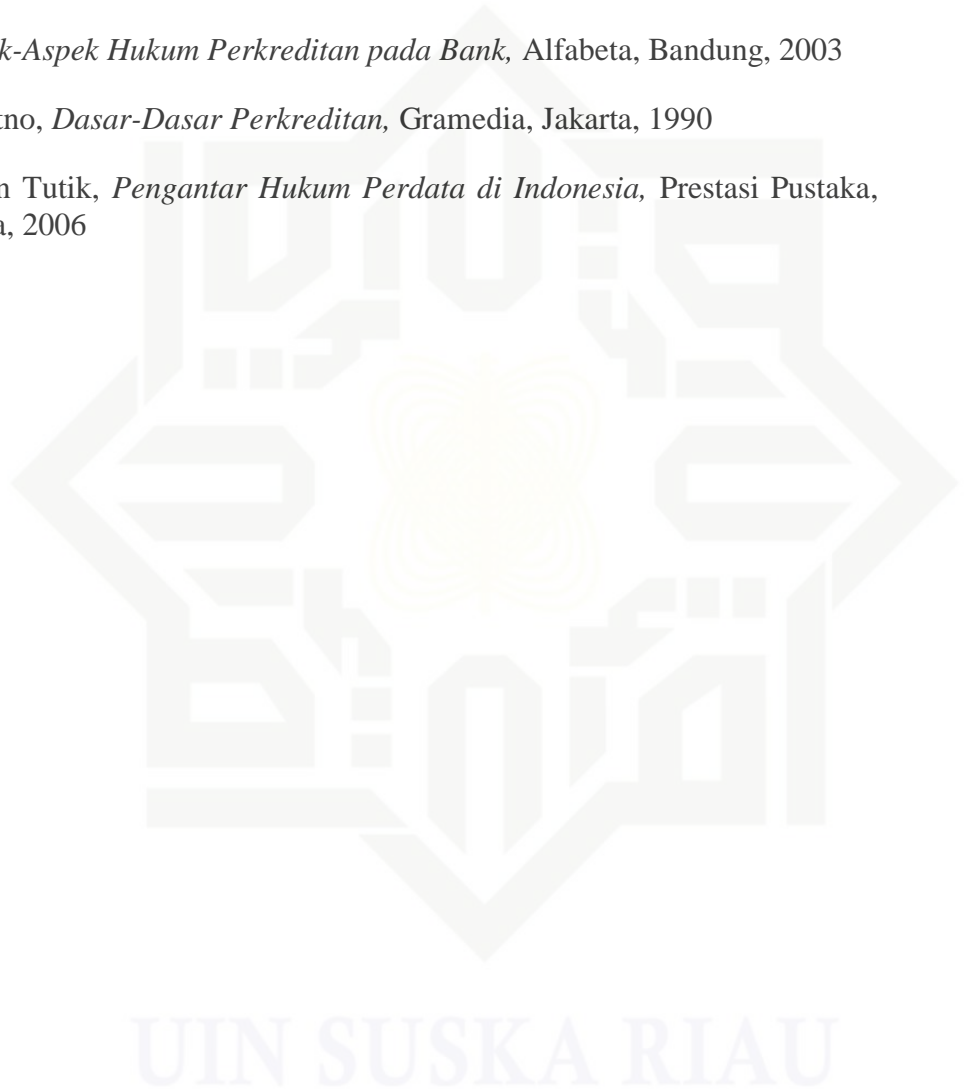 k-Aspek Hukum Perkreditan pada Bank, Alfabeta, Bandung, 2003
tno, Dasar-Dasar Perkreditan, Gramedia, Jakarta, 1990
n Tutik, Pengantar Hukum Perdata di Indonesia, Prestasi Pustaka,
a, 2006
UIN SUSKA RIAU